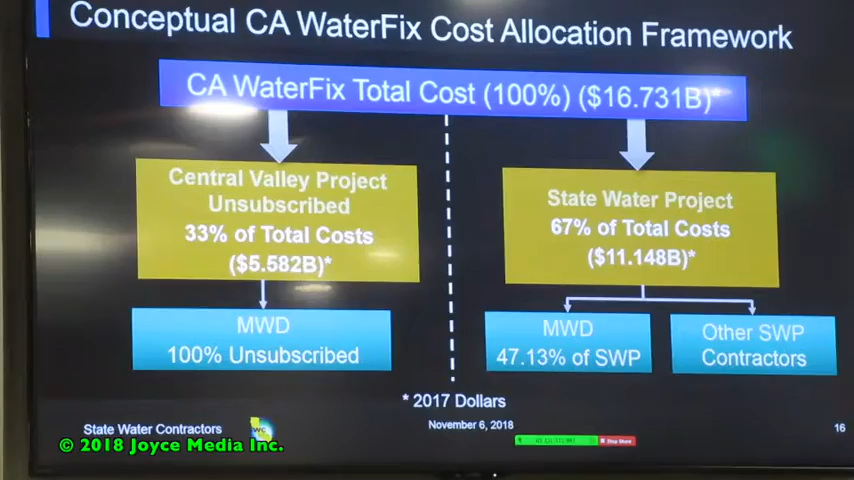 Conceptual CA WaterFix Cost Allocation Framework
CA WaterFix Total Cost (100%) ($16.731B)*
Central Valley Project
Unsubscribed
33% of Total Costs
($5.582B)*
State Water Project
67% of Total Costs
($11.148B)*
MWD
100% Unsubscribed
MWD
47.13% of SWP
Other SWP
Contractors
* 2017 Dollars
State Water Contractors
November 6, 2018
16
© 2018 Joyce Media Inc.
Stop Share